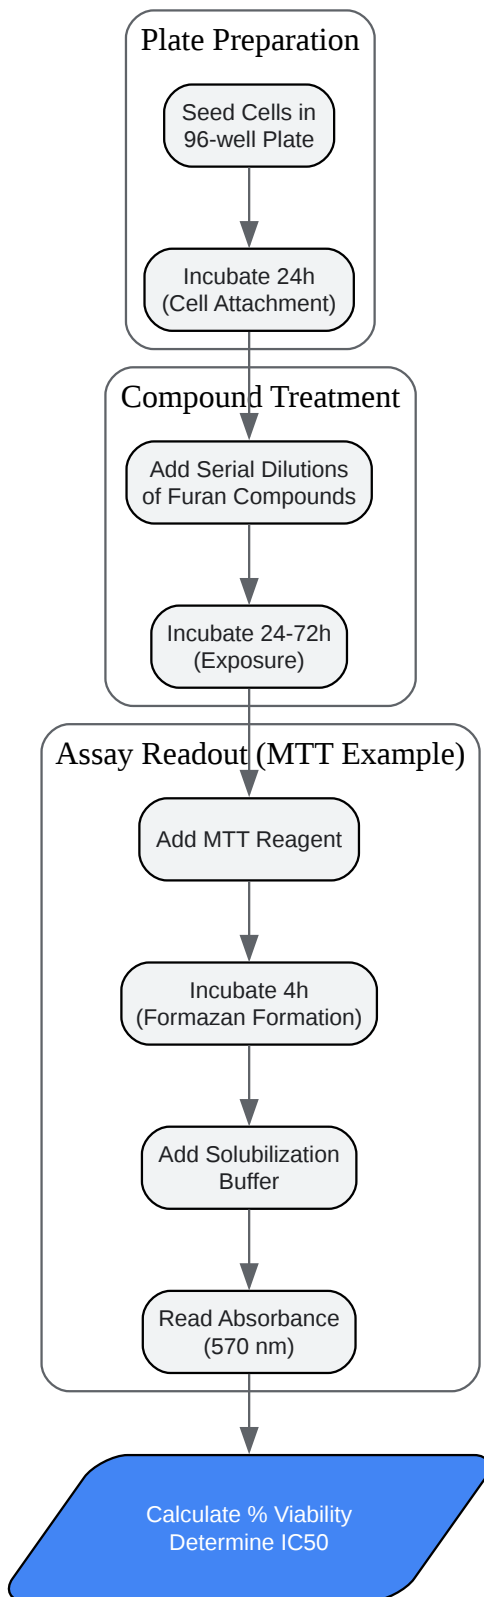 Plate Preparation
Seed Cells in
96-well Plate
Incubate 24h
(Cell Attachment)
Compound Treatment
Add Serial Dilutions
of Furan Compounds
Incubate 24-72h
(Exposure)
Assay Readout (MTT Example)
Add MTT Reagent
Incubate 4h
(Formazan Formation)
Add Solubilization
Buffer
Read Absorbance
(570 nm)
Calculate % Viability
Determine IC50